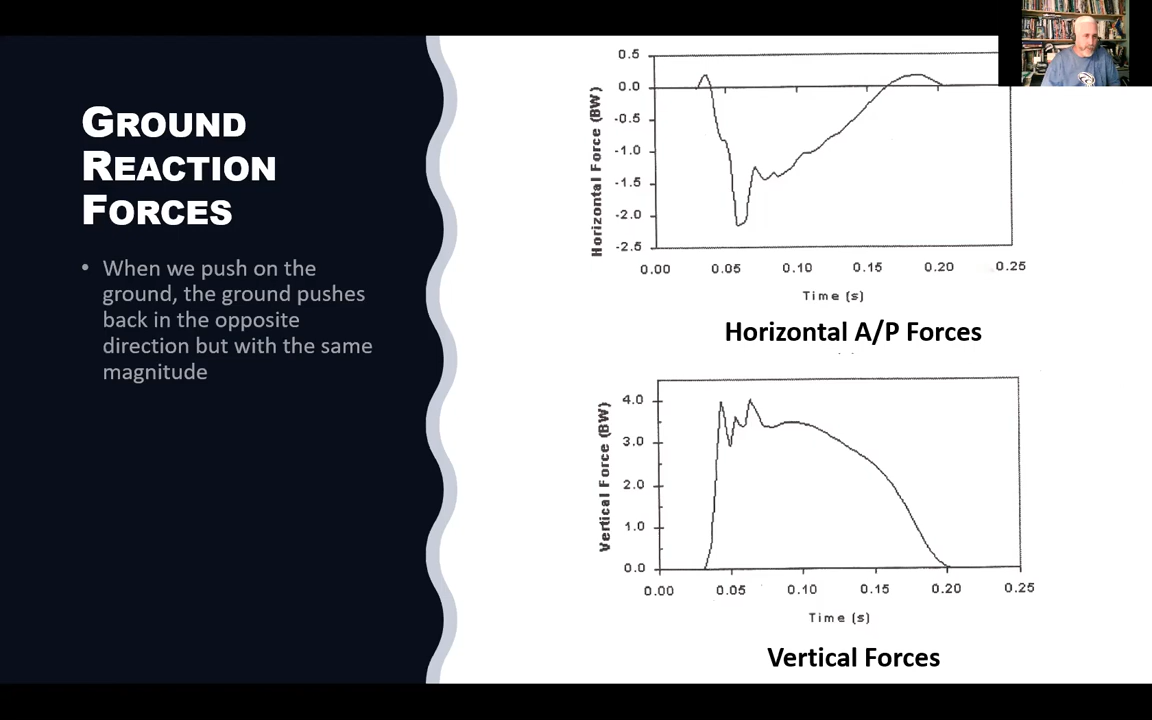 GROUND
REACTION
FORCES
• When we push on the
ground, the ground pushes
back in the opposite
direction but with the same
magnitude
Horizontal Force (BW)
0.5
0.0
-0.5
-1.0
-1.5
-2.0
-2.5
0.00 0.05 0.10 0.15 0.20 0.25
Time (s)
Horizontal A/P Forces
Vertical Force (BW)
4.0
3.0
2.0
1.0
0.0
0.00 0.05 0.10 0.15 0.20 0.25
Time (s)
Vertical Forces